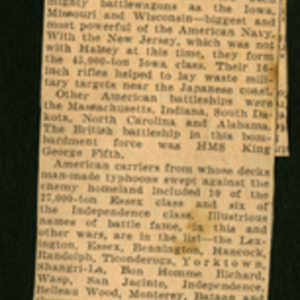 mighty battlewagons as the Iowa,
Missouri and Wisconsin—biggest and
most powerful of the American Navy.
With the New Jersey, which was not
with Halsey at the time, they form
the 45,000-ton Iowa class. Their 16-
inch rifles helped to lay waste mili-
tary targets near the Japanese coast.
Other American battleships were
the Massachusetts, Indiana, South Da-
kota, North Carolina and Alabama.
The British battleship in this bom-
bardment force was HMS King
George Fifth.
American carriers from whose decks
man-made typhoons swept against the
enemy homeland included 10 of the
27,000-ton Essex class and six of
the Independence class. Illustrious
names of battle fame, in this and
other wars, are in the list—the Lex-
ington, Essex, Bennington, Hancock,
Randolph, Ticonderoga, Yorktown,
Shangri-La, Bon Homme Richard,
Wasp, San Jacinto, Independence,
Belleau Wood, Monterey, Bataan and